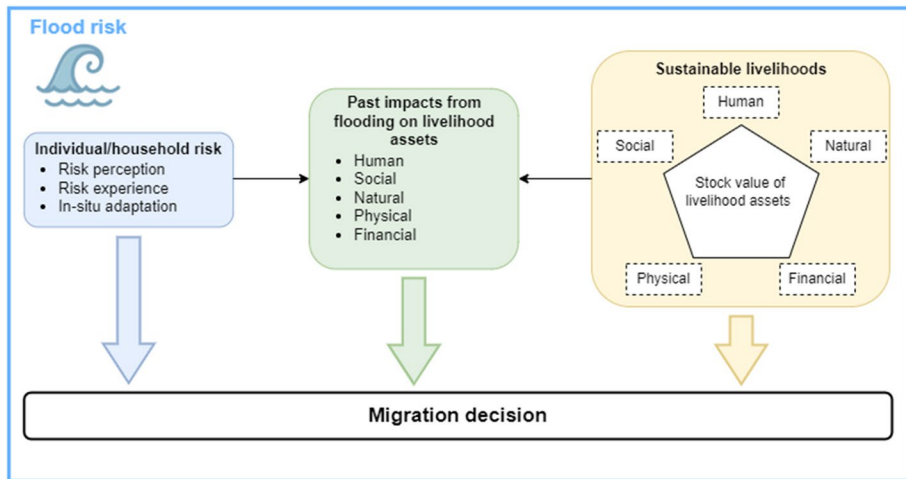 Flood risk
Individual/household risk
• Risk perception
• Risk experience
• In-situ adaptation
Past impacts from
flooding on livelihood
assets
• Human
• Social
• Natural
• Physical
• Financial
Sustainable livelihoods
Human
Social
Natural
Stock value of
livelihood assets
Physical
Financial
Migration decision